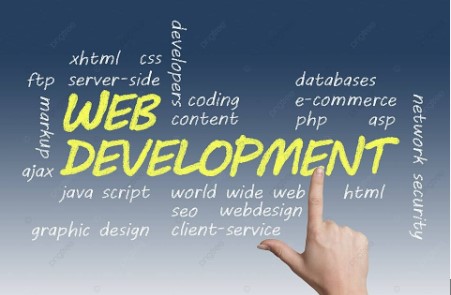 developers
xhtml css
ftp server-side
databases
WEB
coding
e-commerce
markup
content
php asp
network security
DEVELOPMENT
ajax
java script world wide web html
seo webdesign
graphic design client-service